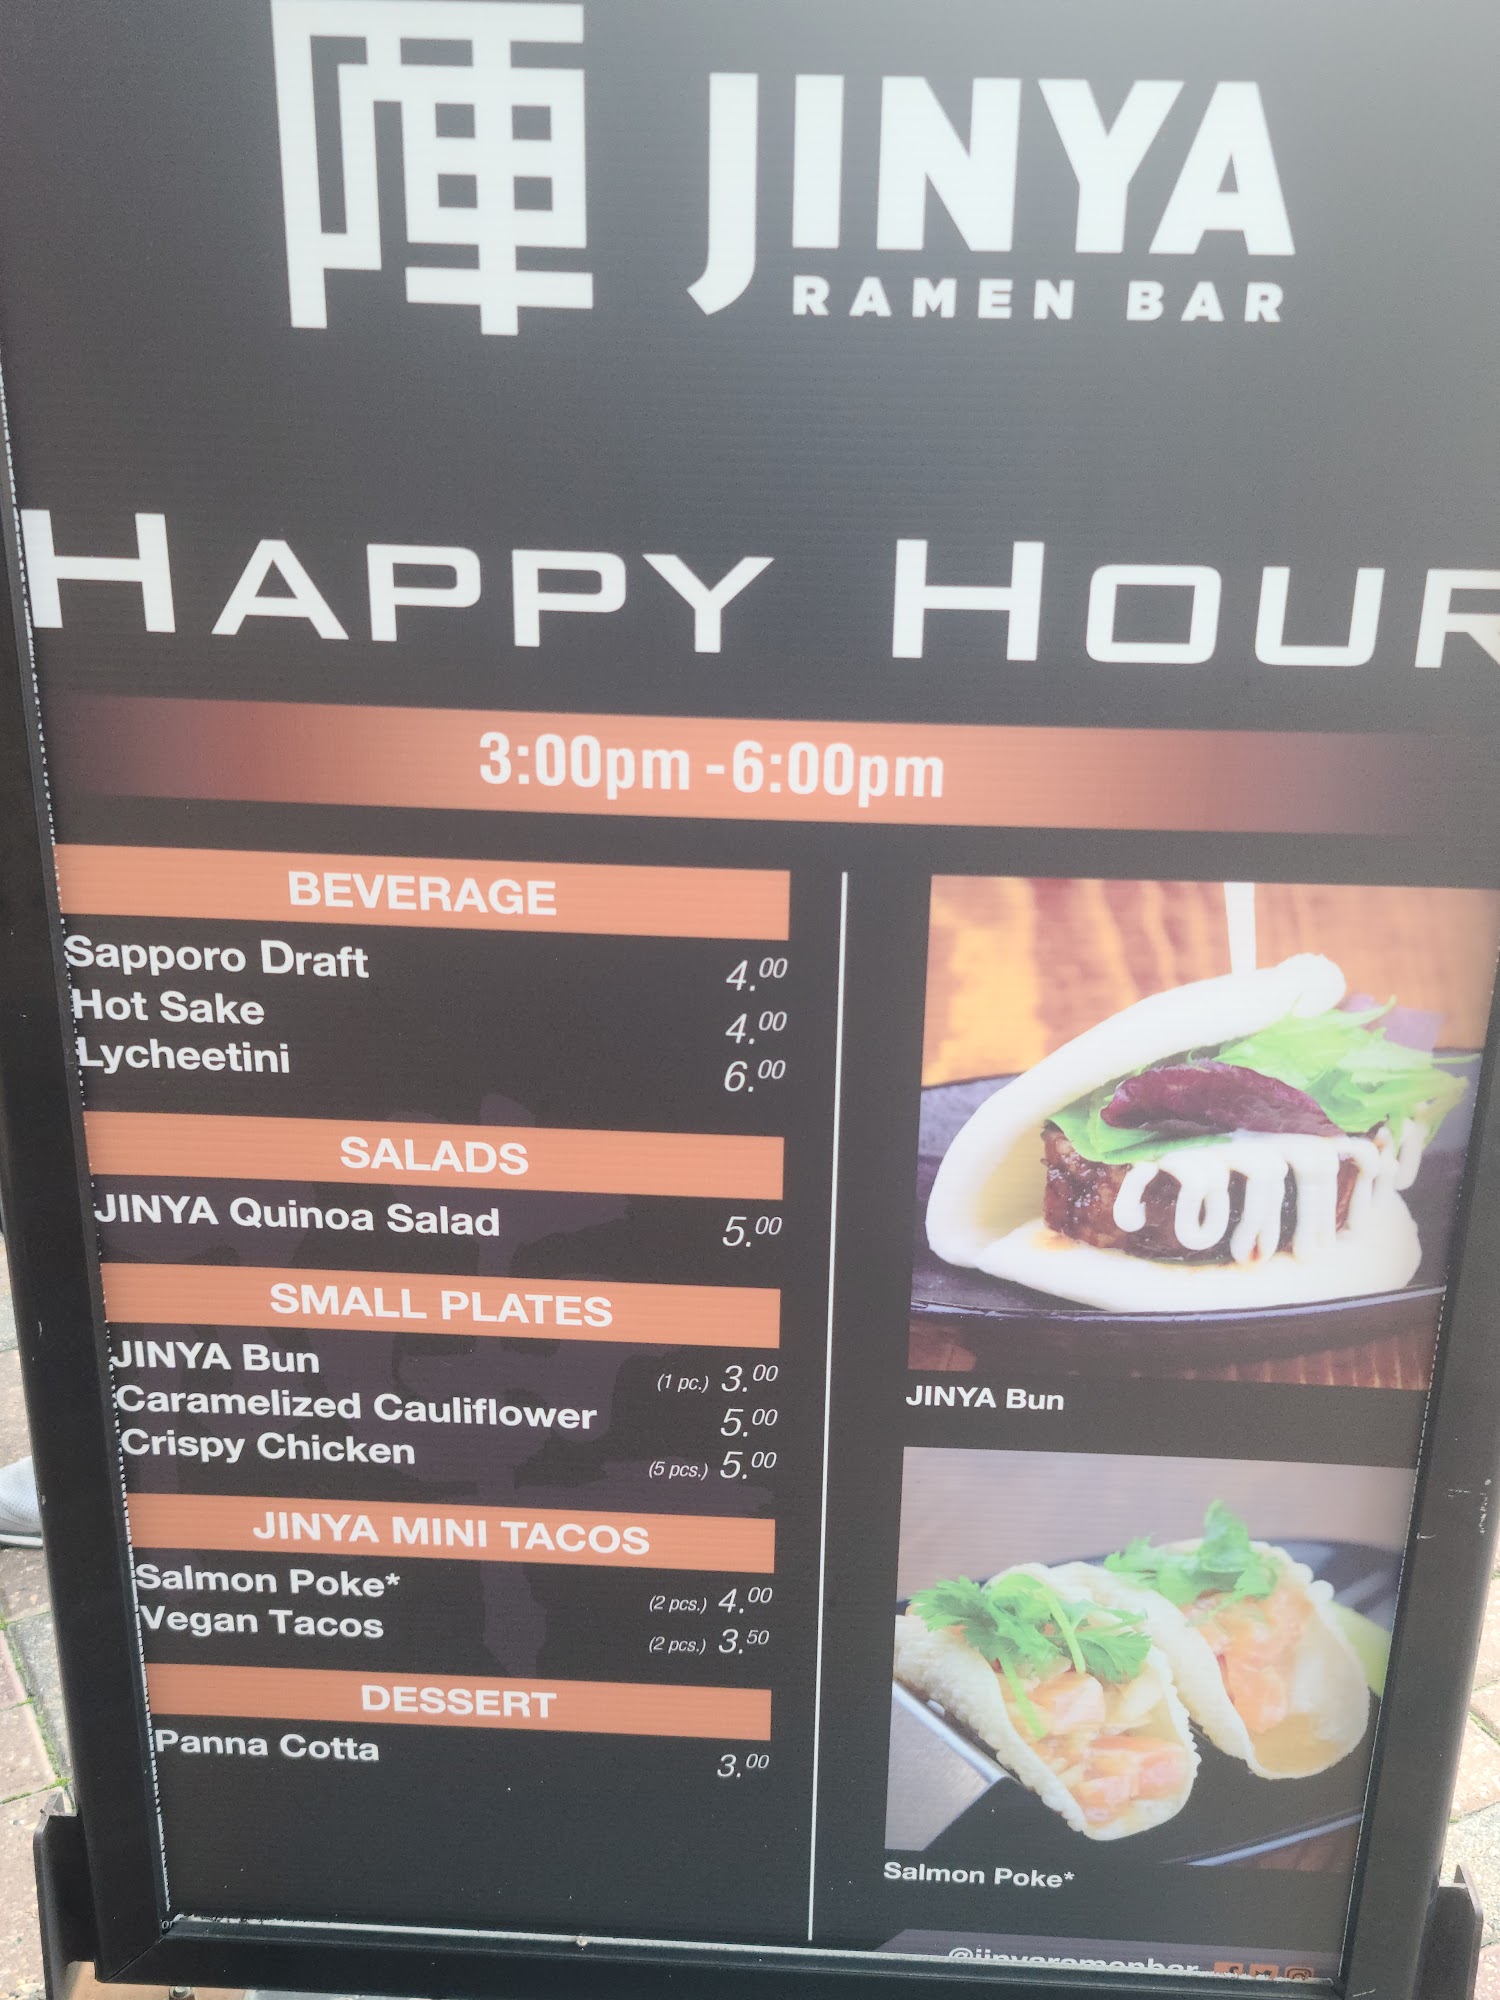 陣 JINYA
RAMEN BAR
HAPPY HOUR
3:00pm - 6:00pm
BEVERAGE
Sapporo Draft 4.00
Hot Sake 4.00
Lycheetini 6.00
SALADS
JINYA Quinoa Salad 5.00
SMALL PLATES
JINYA Bun (1 pc.) 3.00
Caramelized Cauliflower 5.00
Crispy Chicken (5 pcs.) 5.00
JINYA MINI TACOS
Salmon Poke* (2 pcs.) 4.00
Vegan Tacos (2 pcs.) 3.50
DESSERT
Panna Cotta 3.00
JINYA Bun
Salmon Poke*
@jinyaramenbar